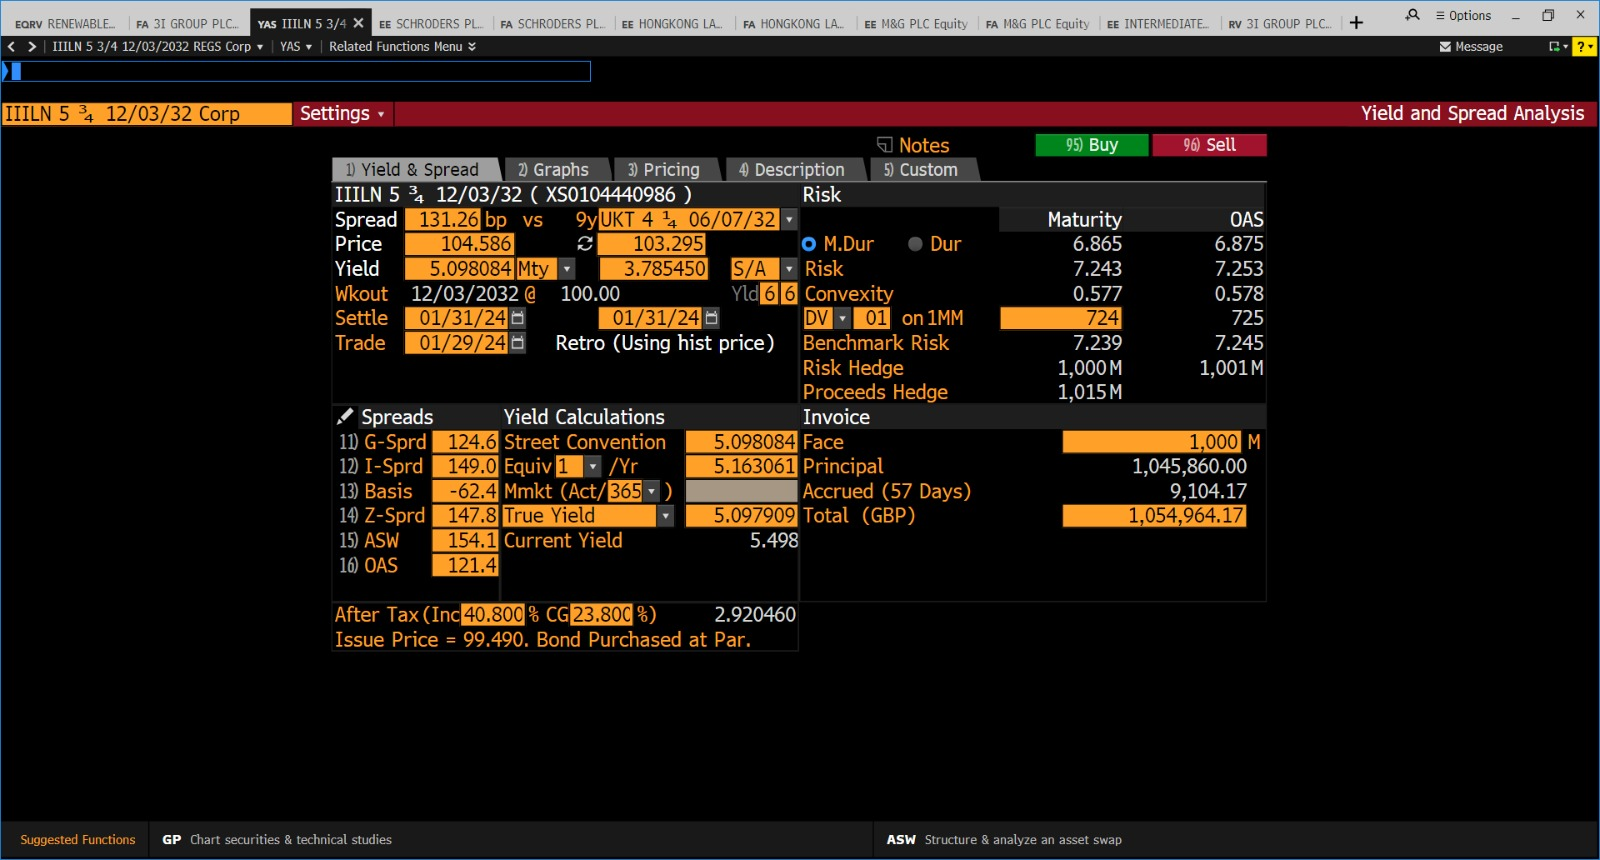 EQRV RENEWABLE... FA 3I GROUP PLC... YAS IIILN 5 3/4 ✕ EE SCHRODERS PL... FA SCHRODERS PL... EE HONGKONG LA... FA HONGKONG LA... EE M&G PLC Equity FA M&G PLC Equity EE INTERMEDIATE... RV 3I GROUP PLC... + Options
< > IIILN 5 3/4 12/03/2032 REGS Corp YAS Related Functions Menu Message ?
IIILN 5 ¾ 12/03/32 Corp Settings Yield and Spread Analysis
Notes 95) Buy 96) Sell
1) Yield & Spread 2) Graphs 3) Pricing 4) Description 5) Custom
IIILN 5 ¾ 12/03/32 ( XS0104440986 ) Risk
Spread 131.26 bp vs 9y UKT 4 ¼ 06/07/32 Maturity OAS
Price 104.586 103.295 M.Dur Dur 6.865 6.875
Yield 5.098084 Mty 3.785450 S/A Risk 7.243 7.253
Wkout 12/03/2032 @ 100.00 Yld 6 6 Convexity 0.577 0.578
Settle 01/31/24 01/31/24 DV 01 on 1MM 724 725
Trade 01/29/24 Retro (Using hist price) Benchmark Risk 7.239 7.245
Risk Hedge 1,000 M 1,001 M
Proceeds Hedge 1,015 M
Spreads Yield Calculations Invoice
11) G-Sprd 124.6 Street Convention 5.098084 Face 1,000 M
12) I-Sprd 149.0 Equiv 1 /Yr 5.163061 Principal 1,045,860.00
13) Basis -62.4 Mmkt (Act/ 365 ) Accrued (57 Days) 9,104.17
14) Z-Sprd 147.8 True Yield 5.097909 Total (GBP) 1,054,964.17
15) ASW 154.1 Current Yield 5.498
16) OAS 121.4
After Tax (Inc 40.800 % CG 23.800 %) 2.920460
Issue Price = 99.490. Bond Purchased at Par.
Suggested Functions GP Chart securities & technical studies ASW Structure & analyze an asset swap